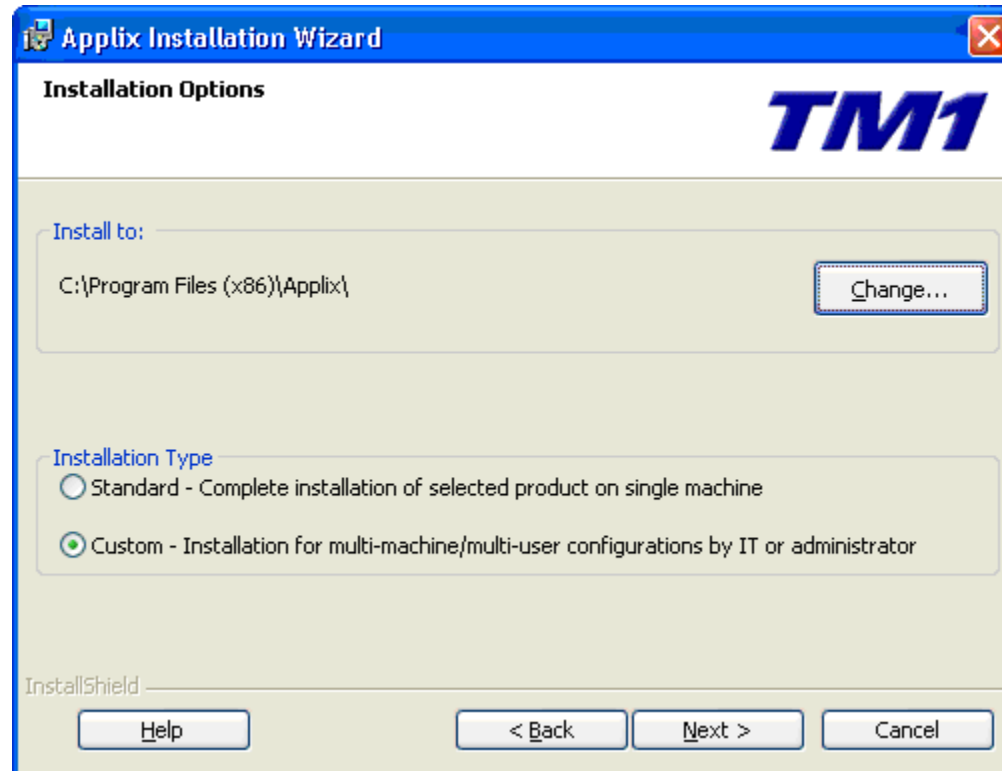 Applix Installation Wizard
Installation Options
TM1
Install to:
C:\Program Files (x86)\Applix\
Change...
Installation Type
Standard - Complete installation of selected product on single machine
Custom - Installation for multi-machine/multi-user configurations by IT or administrator
InstallShield
Help
< Back
Next >
Cancel